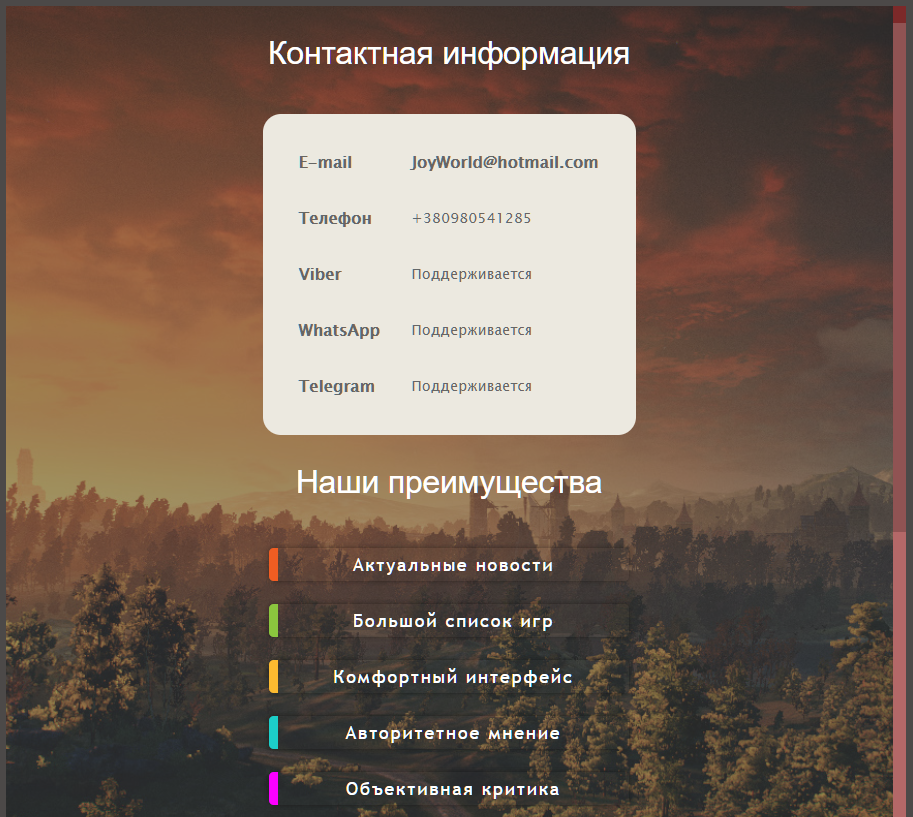 Контактная информация
E-mail JoyWorld@hotmail.com
Телефон +380980541285
Viber Поддерживается
WhatsApp Поддерживается
Telegram Поддерживается
Наши преимущества
Актуальные новости
Большой список игр
Комфортный интерфейс
Авторитетное мнение
Объективная критика